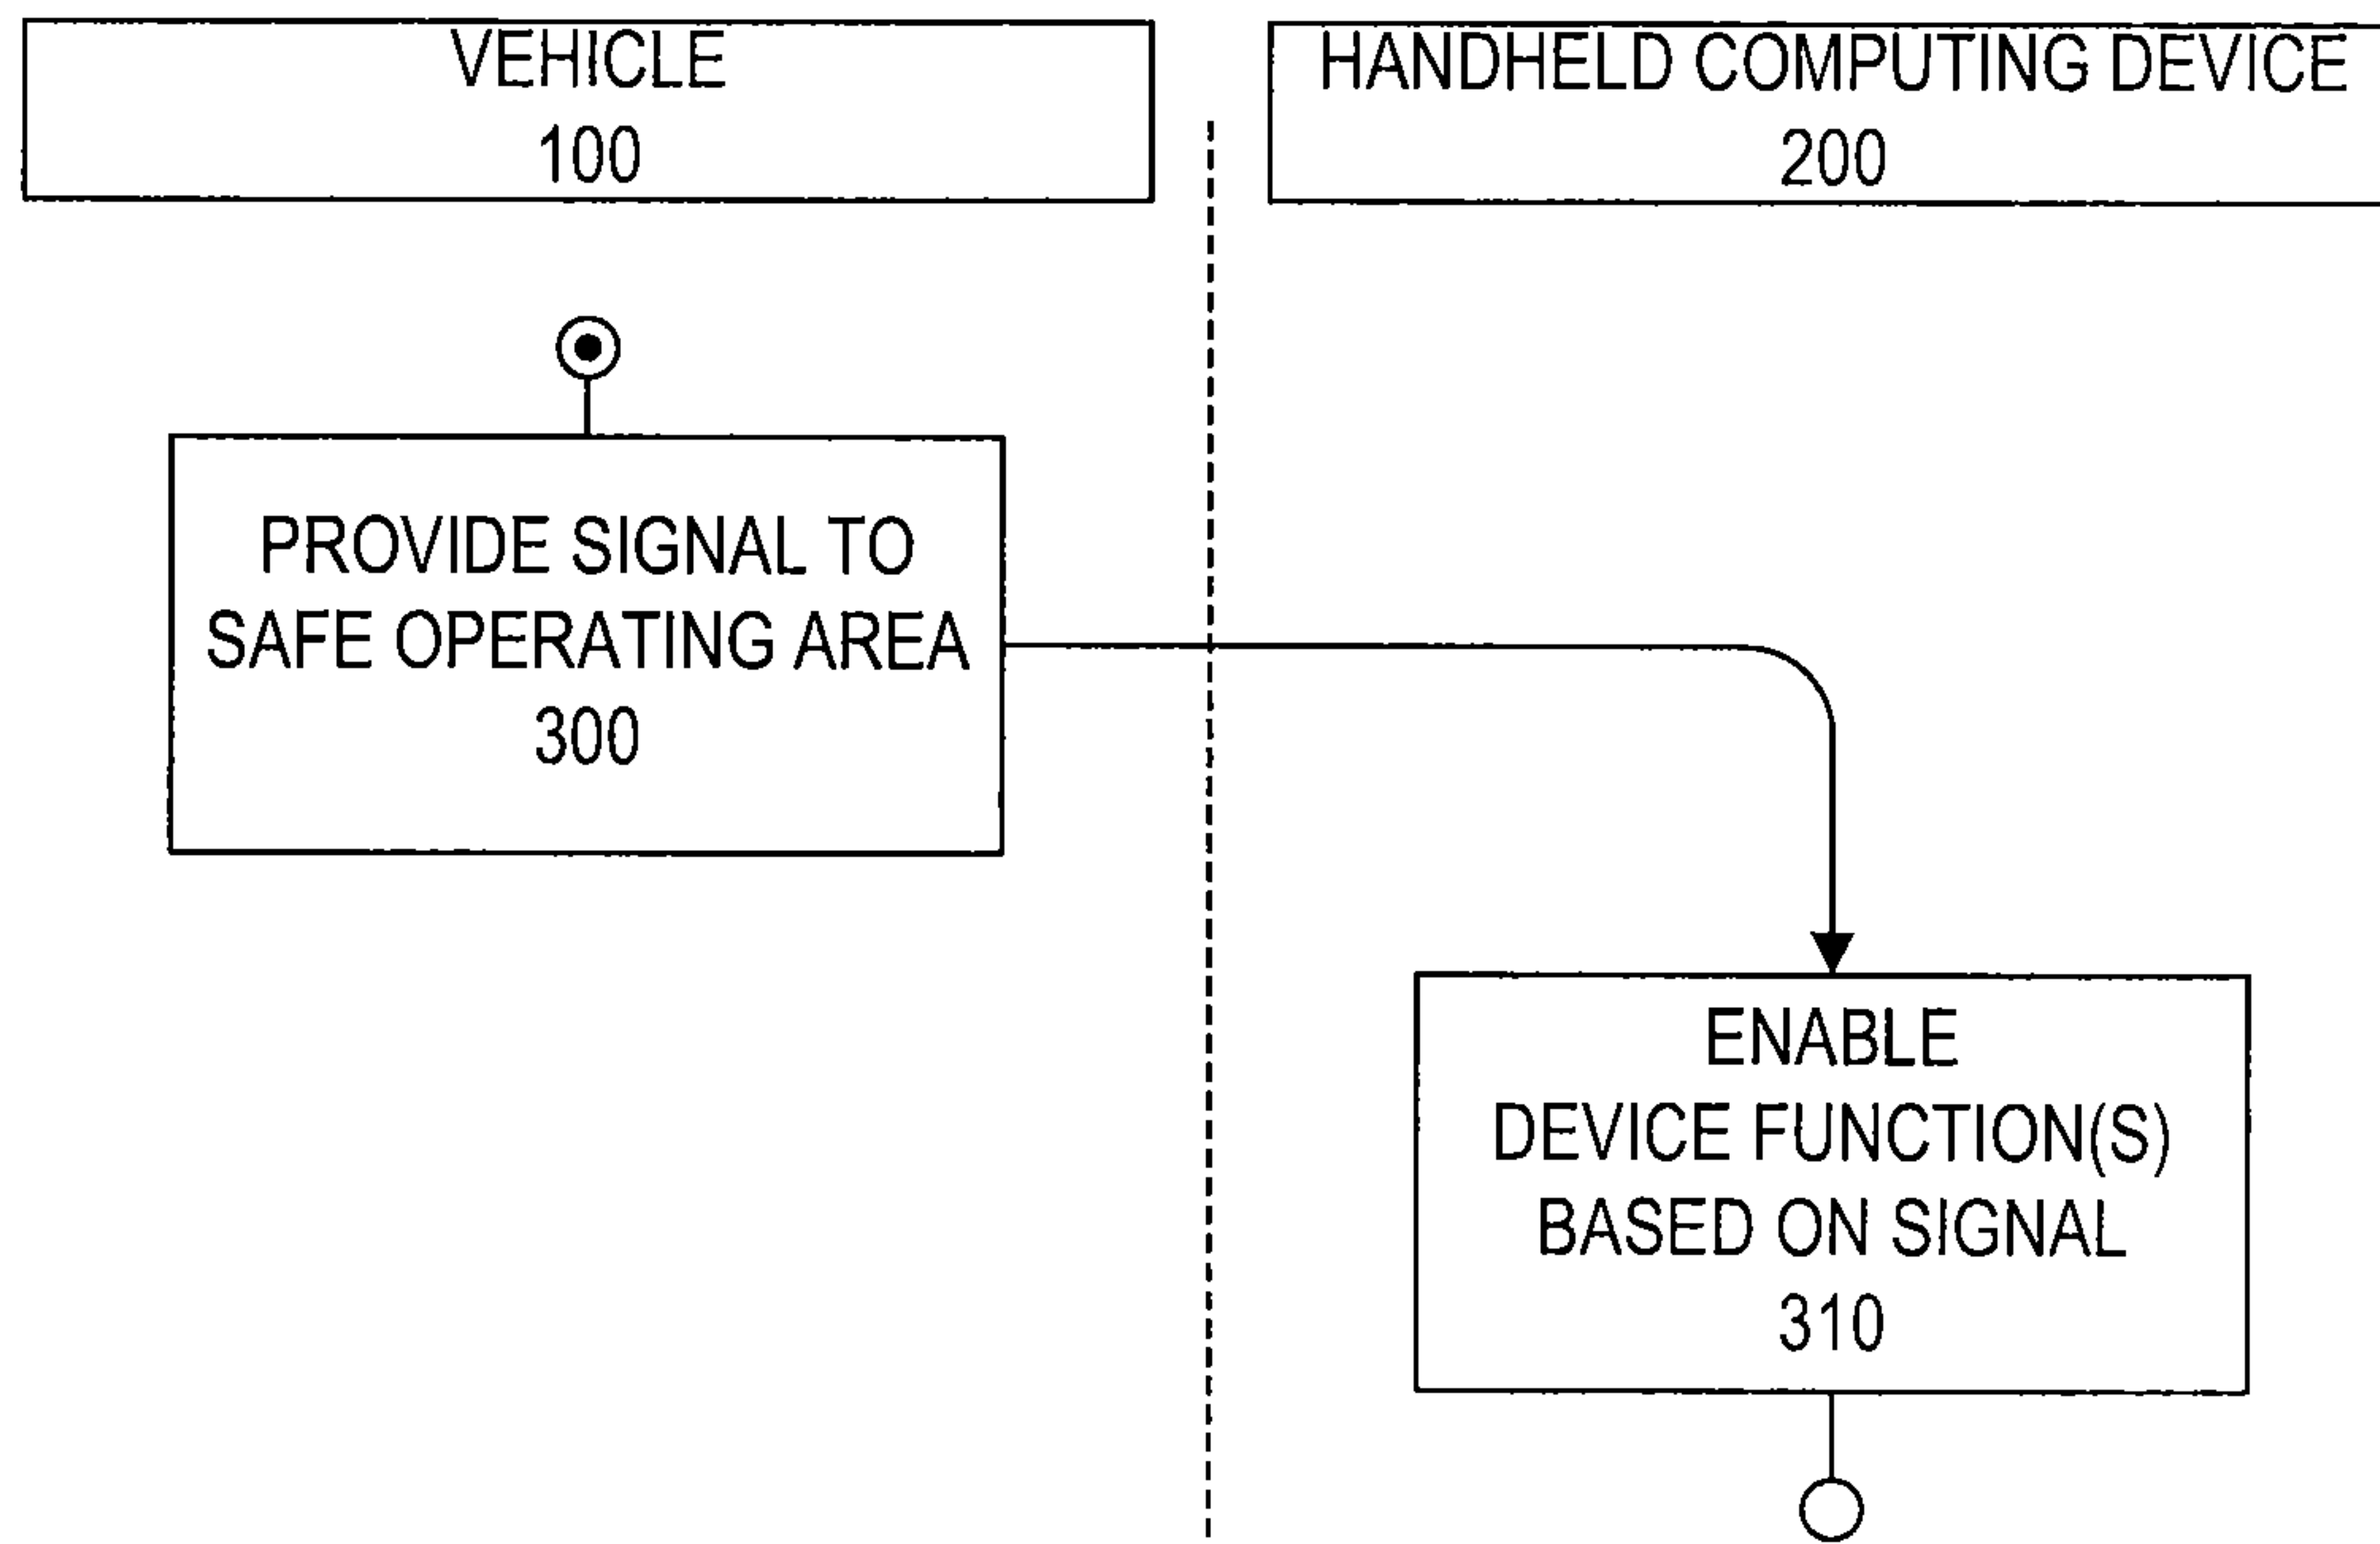 VEHICLE
100
HANDHELD COMPUTING DEVICE
200
PROVIDE SIGNAL TO
SAFE OPERATING AREA
300
ENABLE
DEVICE FUNCTION(S)
BASED ON SIGNAL
310